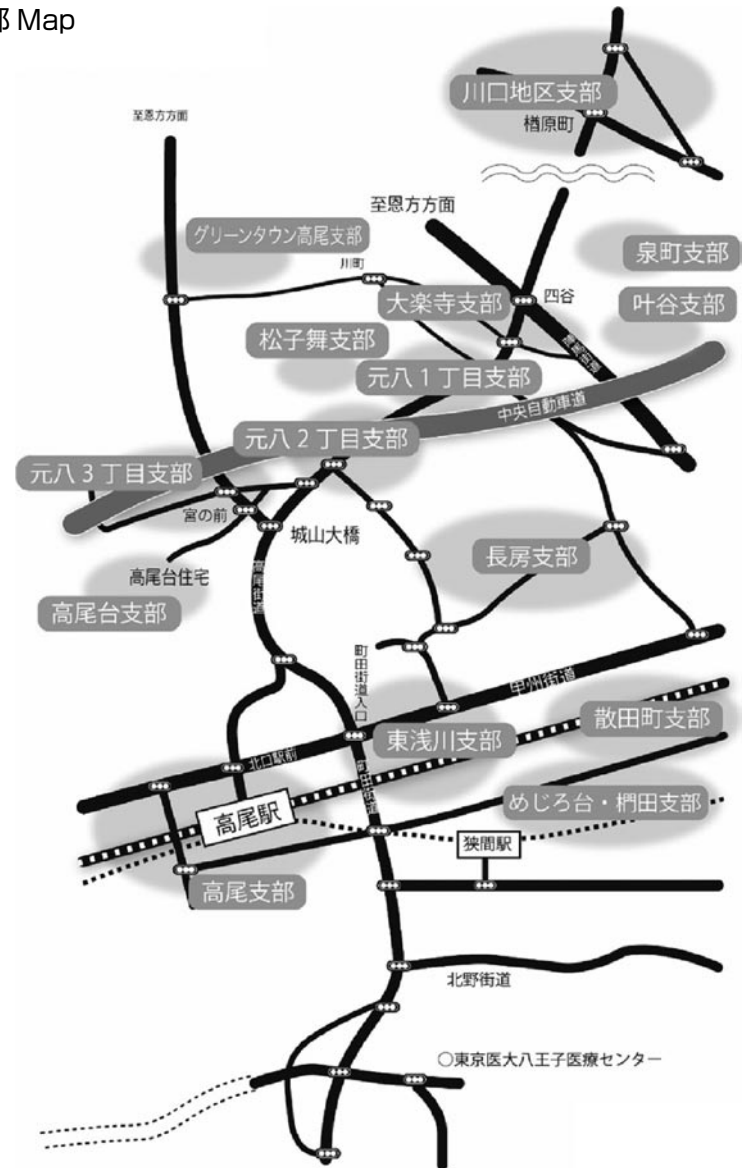 部 Map
川口地区支部
楢原町
至恩方方面
至恩方方面
グリーンタウン高尾支部
川町
泉町支部
四谷
大楽寺支部
叶谷支部
松子舞支部
陣馬街道
元八１丁目支部
中央自動車道
元八２丁目支部
元八３丁目支部
宮の前
城山大橋
長房支部
高尾台住宅
高尾街道
高尾台支部
町田街道入口
甲州街道
散田町支部
東浅川支部
北口駅前
町田街道
めじろ台・椚田支部
高尾駅
狭間駅
高尾支部
北野街道
○東京医大八王子医療センター